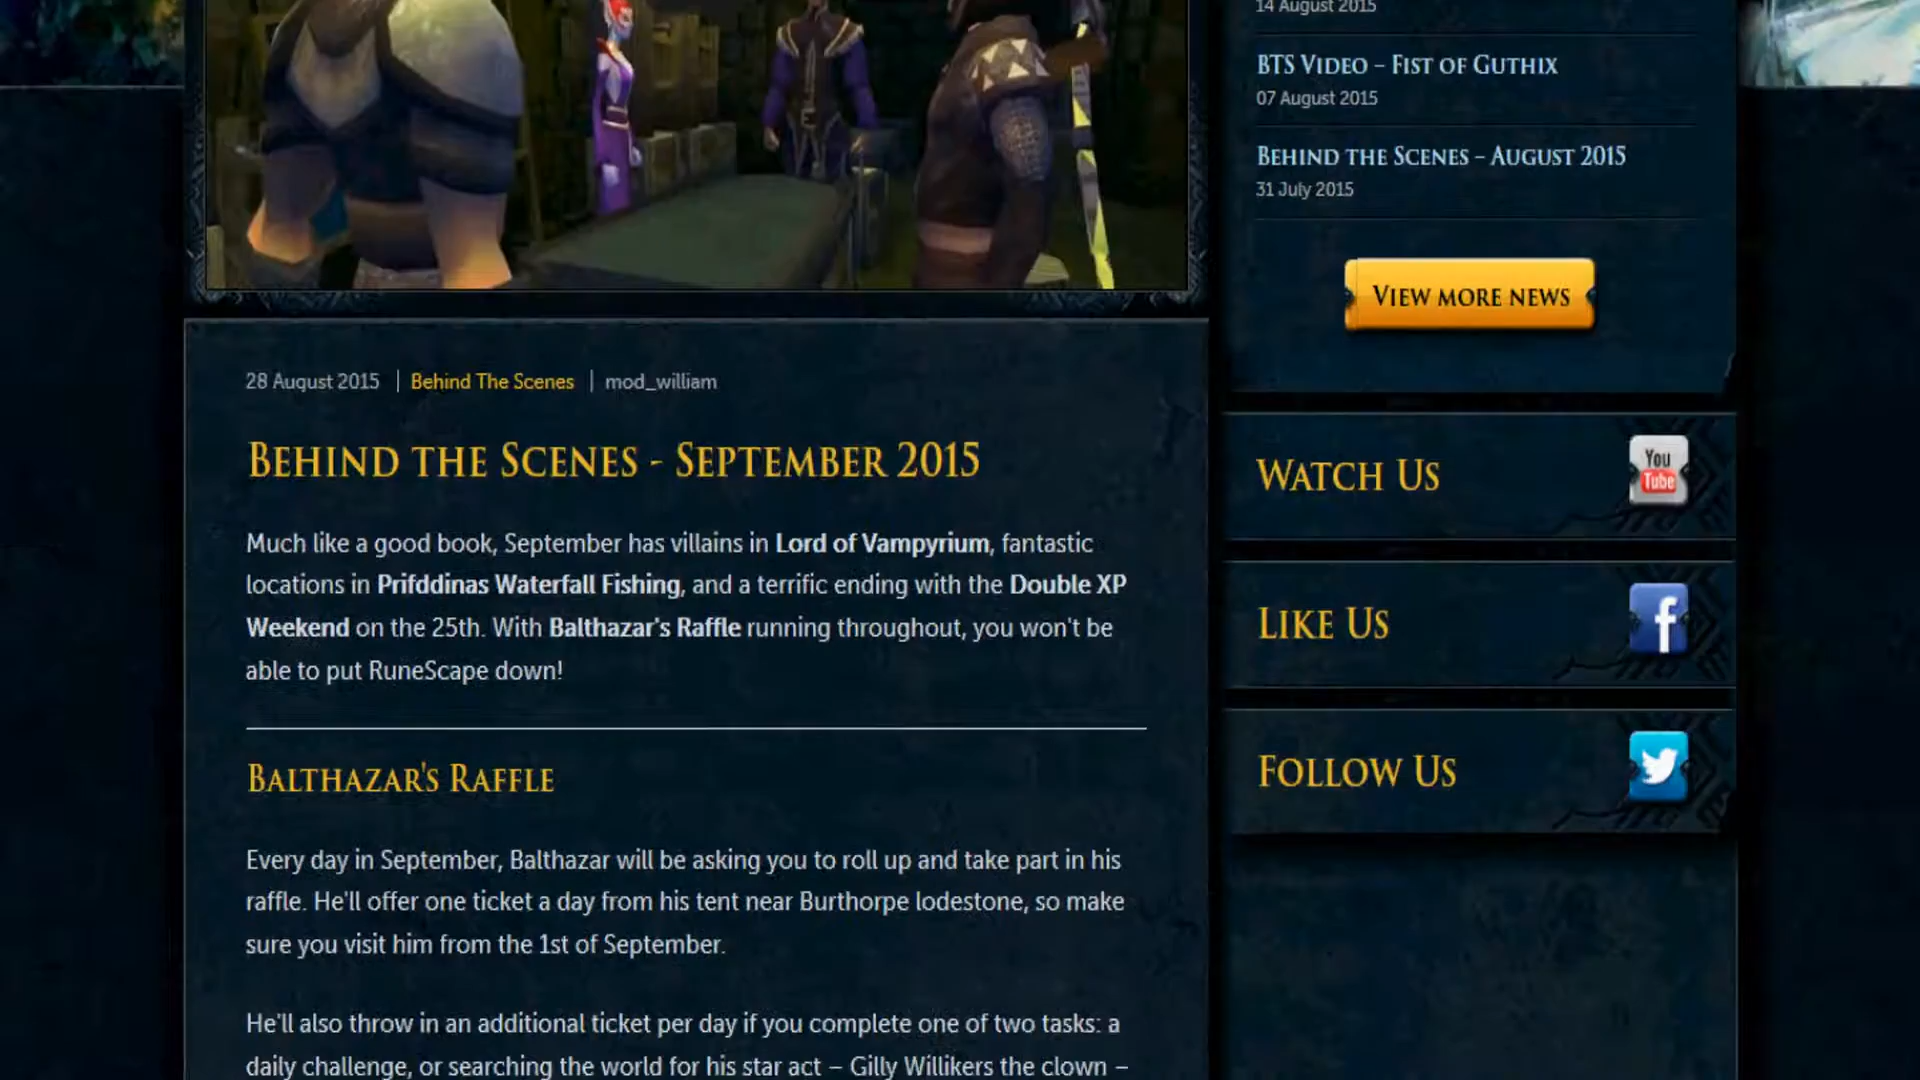 14 August 2015
BTS Video – Fist of Guthix
07 August 2015
Behind the Scenes – August 2015
31 July 2015
View more news
28 August 2015 | Behind The Scenes | mod_william
Behind the Scenes - September 2015
Much like a good book, September has villains in Lord of Vampyrium, fantastic
locations in Prifddinas Waterfall Fishing, and a terrific ending with the Double XP
Weekend on the 25th. With Balthazar's Raffle running throughout, you won't be
able to put RuneScape down!
Balthazar's Raffle
Every day in September, Balthazar will be asking you to roll up and take part in his
raffle. He'll offer one ticket a day from his tent near Burthorpe lodestone, so make
sure you visit him from the 1st of September.
He'll also throw in an additional ticket per day if you complete one of two tasks: a
daily challenge, or searching the world for his star act – Gilly Willikers the clown –
Watch Us
You
Tube
Like Us
f
Follow Us